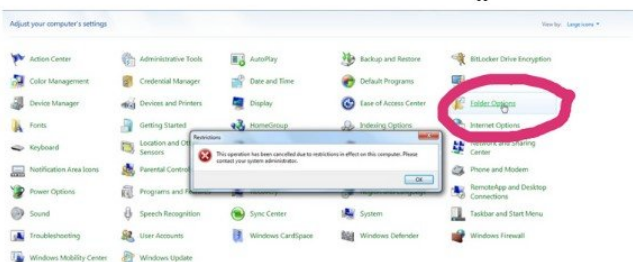 Adjust your computer's settings
View by: Large icons
Action Center
Administrative Tools
AutoPlay
Backup and Restore
BitLocker Drive Encryption
Color Management
Credential Manager
Date and Time
Default Programs
Device Manager
Devices and Printers
Display
Ease of Access Center
Folder Options
Fonts
Getting Started
HomeGroup
Indexing Options
Internet Options
Keyboard
Location and
Sensors
Restrictions
This operation has been cancelled due to restrictions in effect on this computer. Please
contact your system administrator.
OK
Network and Sharing
Center
Notification Area Icons
Parental
Phone and Modem
Power Options
Programs and
RemoteApp and Desktop
Connections
Sound
Speech Recognition
Sync Center
System
Taskbar and Start Menu
Troubleshooting
User Accounts
Windows CardSpace
Windows Defender
Windows Firewall
Windows Mobility Center
Windows Update